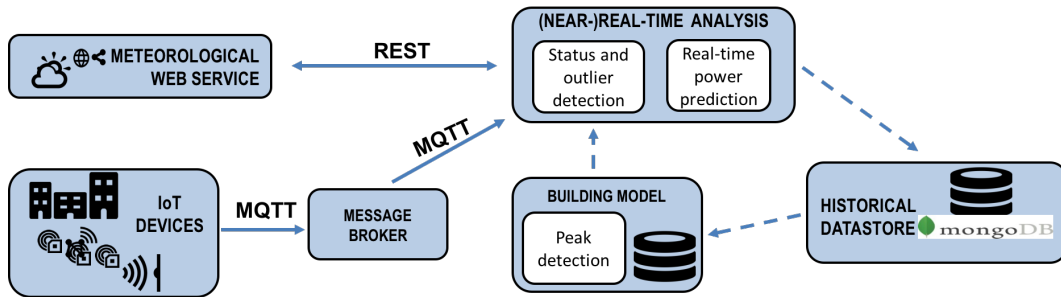 (NEAR-)REAL-TIME ANALYSIS
METEOROLOGICAL
WEB SERVICE
REST
Status and
outlier
detection
Real-time
power
prediction
MQTT
IoT
DEVICES
MQTT
MESSAGE
BROKER
BUILDING MODEL
Peak
detection
HISTORICAL
DATASTORE
mongoDB